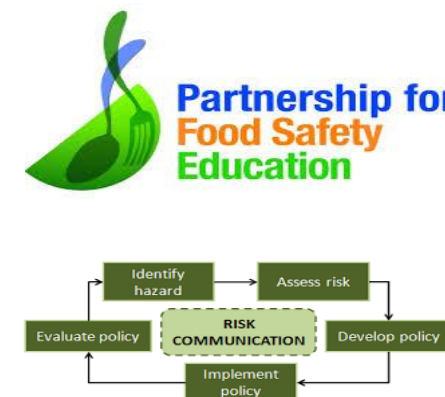 Partnership for
Food Safety
Education
Identify
hazard
Assess risk
Evaluate policy
RISK
COMMUNICATION
Develop policy
Implement
policy